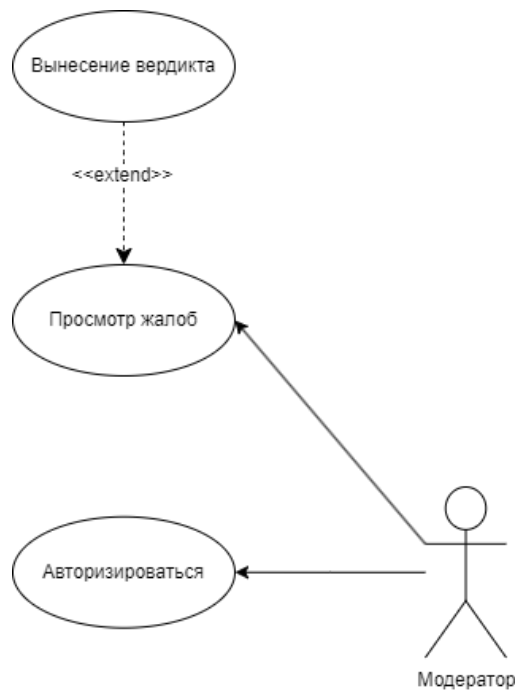 Вынесение вердикта
<<extend>>
Просмотр жалоб
Авторизироваться
Модератор